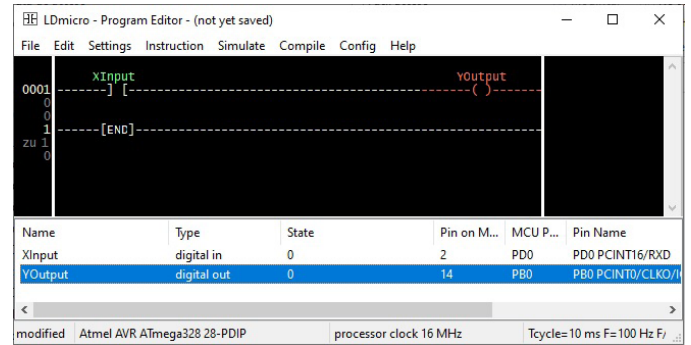 LDmicro - Program Editor - (not yet saved)
File Edit Settings Instruction Simulate Compile Config Help
XInput YOutput
0001 ------] [-----------------------------------------------( )------
0
0
1 -----[END]--------------------------------------------------
zu 1
0
Name Type State Pin on M... MCU P... Pin Name
XInput digital in 0 2 PD0 PD0 PCINT16/RXD
YOutput digital out 0 14 PB0 PB0 PCINT0/CLKO/I
modified Atmel AVR ATmega328 28-PDIP processor clock 16 MHz Tcycle=10 ms F=100 Hz F/